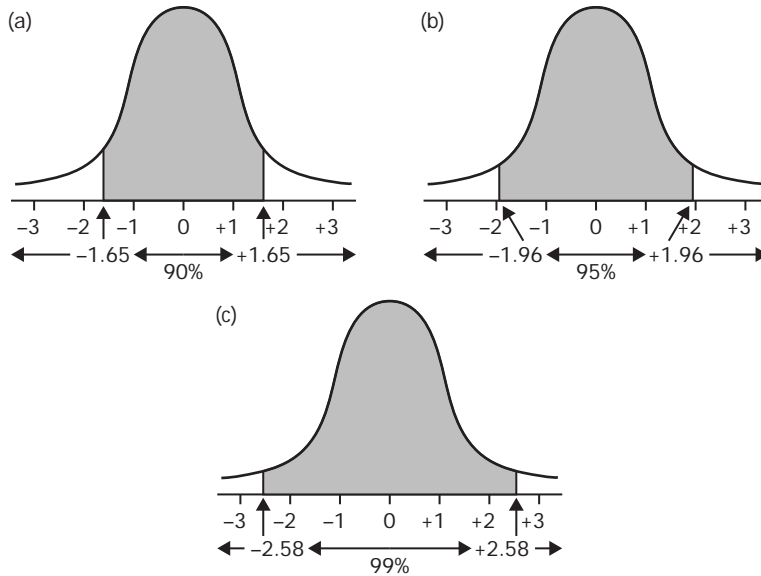 (a)
–3 –2 –1 0 +1 +2 +3
–1.65 +1.65
90%
(b)
–3 –2 –1 0 +1 +2 +3
–1.96 +1.96
95%
(c)
–3 –2 –1 0 +1 +2 +3
–2.58 +2.58
99%